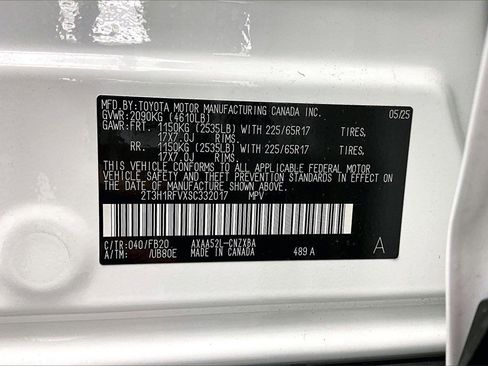 MFD. BY:TOYOTA MOTOR MANUFACTURING CANADA INC. 05/25
GVWR:2090KG (4610LB)
GAWR:FRT. 1150KG (2535LB) WITH 225/65R17 TIRES,
17X7.0J RIMS
RR. 1150KG (2535LB) WITH 225/65R17 TIRES,
17X7.0J RIMS.
THIS VEHICLE CONFORMS TO ALL APPLICABLE FEDERAL MOTOR
VEHICLE SAFETY AND THEFT PREVENTION STANDARDS IN EFFECT ON
THE DATE OF MANUFACTURE SHOWN ABOVE.
2T3H1RFVXSC332017 MPV
C/TR:040/FB20 AXAA52L-CNZXBA A
A/TM: /UB80E MADE IN CANADA 489 A